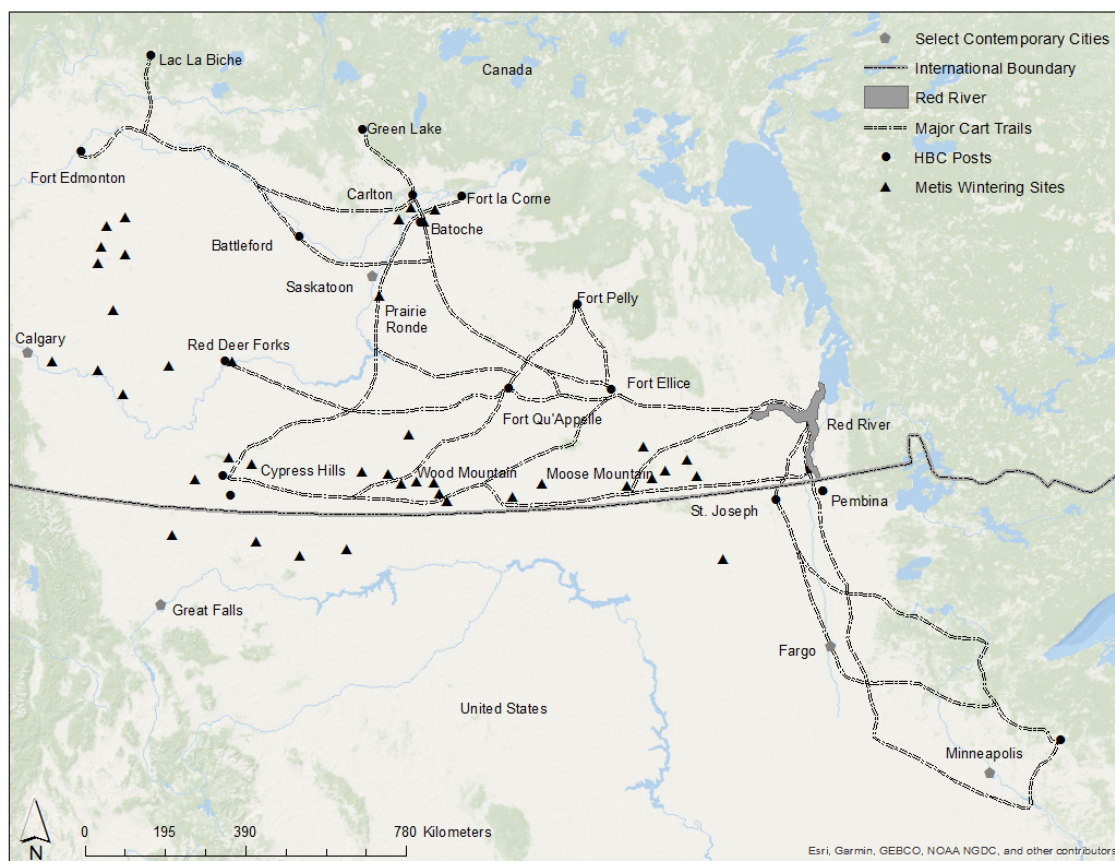 Lac La Biche
Canada
Select Contemporary Cities
International Boundary
Red River
Major Cart Trails
HBC Posts
Metis Wintering Sites
Green Lake
Fort Edmonton
Carlton
Fort la Corne
Batoche
Battleford
Saskatoon
Prairie
Ronde
Fort Pelly
Calgary
Red Deer Forks
Fort Ellice
Fort Qu'Appelle
Red River
Cypress Hills
Wood Mountain
Moose Mountain
St. Joseph
Pembina
Great Falls
Fargo
United States
Minneapolis
0 195 390 780 Kilometers
N
Esri, Garmin, GEBCO, NOAA NGDC, and other contributors